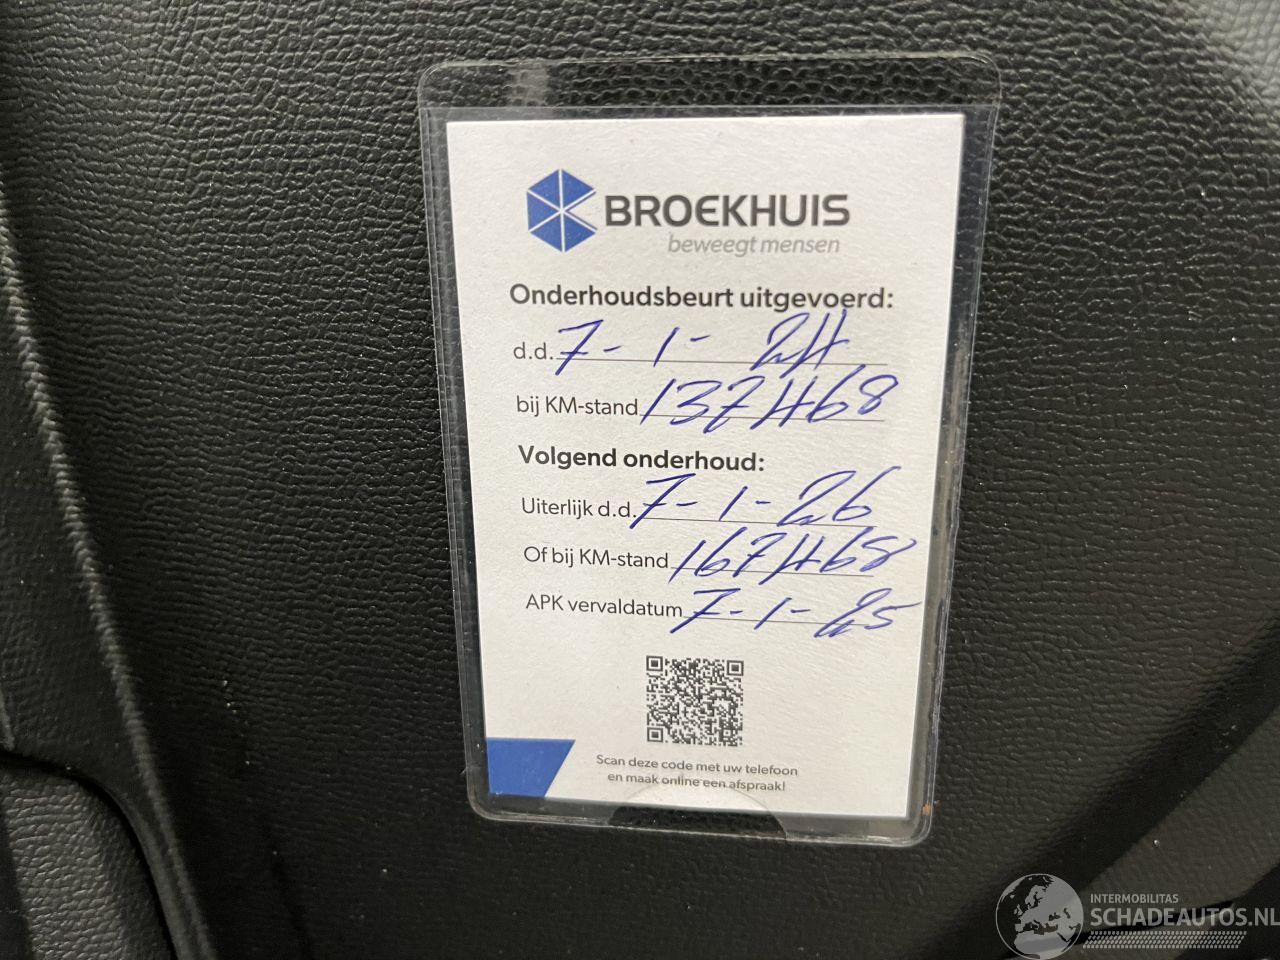 BROEKHUIS
beweegt mensen
Onderhoudsbeurt uitgevoerd:
d.d. 7-1-24
bij KM-stand 137468
Volgend onderhoud:
Uiterlijk d.d. 7-1-26
Of bij KM-stand 167468
APK vervaldatum 7-1-25
Scan deze code met uw telefoon
en maak online een afspraak!
INTERMOBILITAS
SCHADEAUTOS.NL